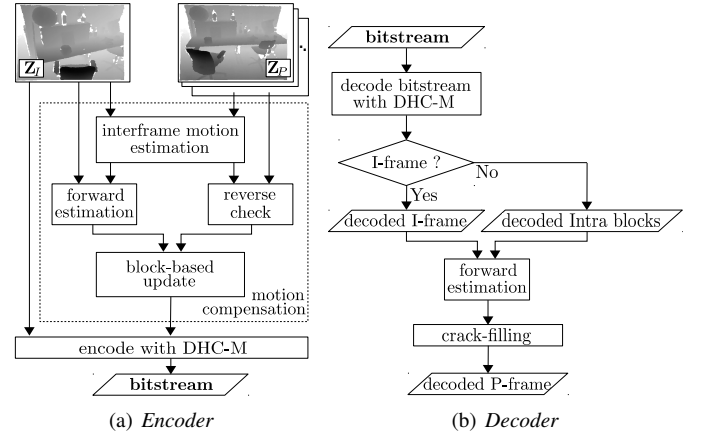 Z_I
Z_P
interframe motion
estimation
forward
estimation
reverse
check
block-based
update
motion
compensation
encode with DHC-M
bitstream
(a) Encoder
bitstream
decode bitstream
with DHC-M
I-frame ?
No
Yes
decoded I-frame
decoded Intra blocks
forward
estimation
crack-filling
decoded P-frame
(b) Decoder